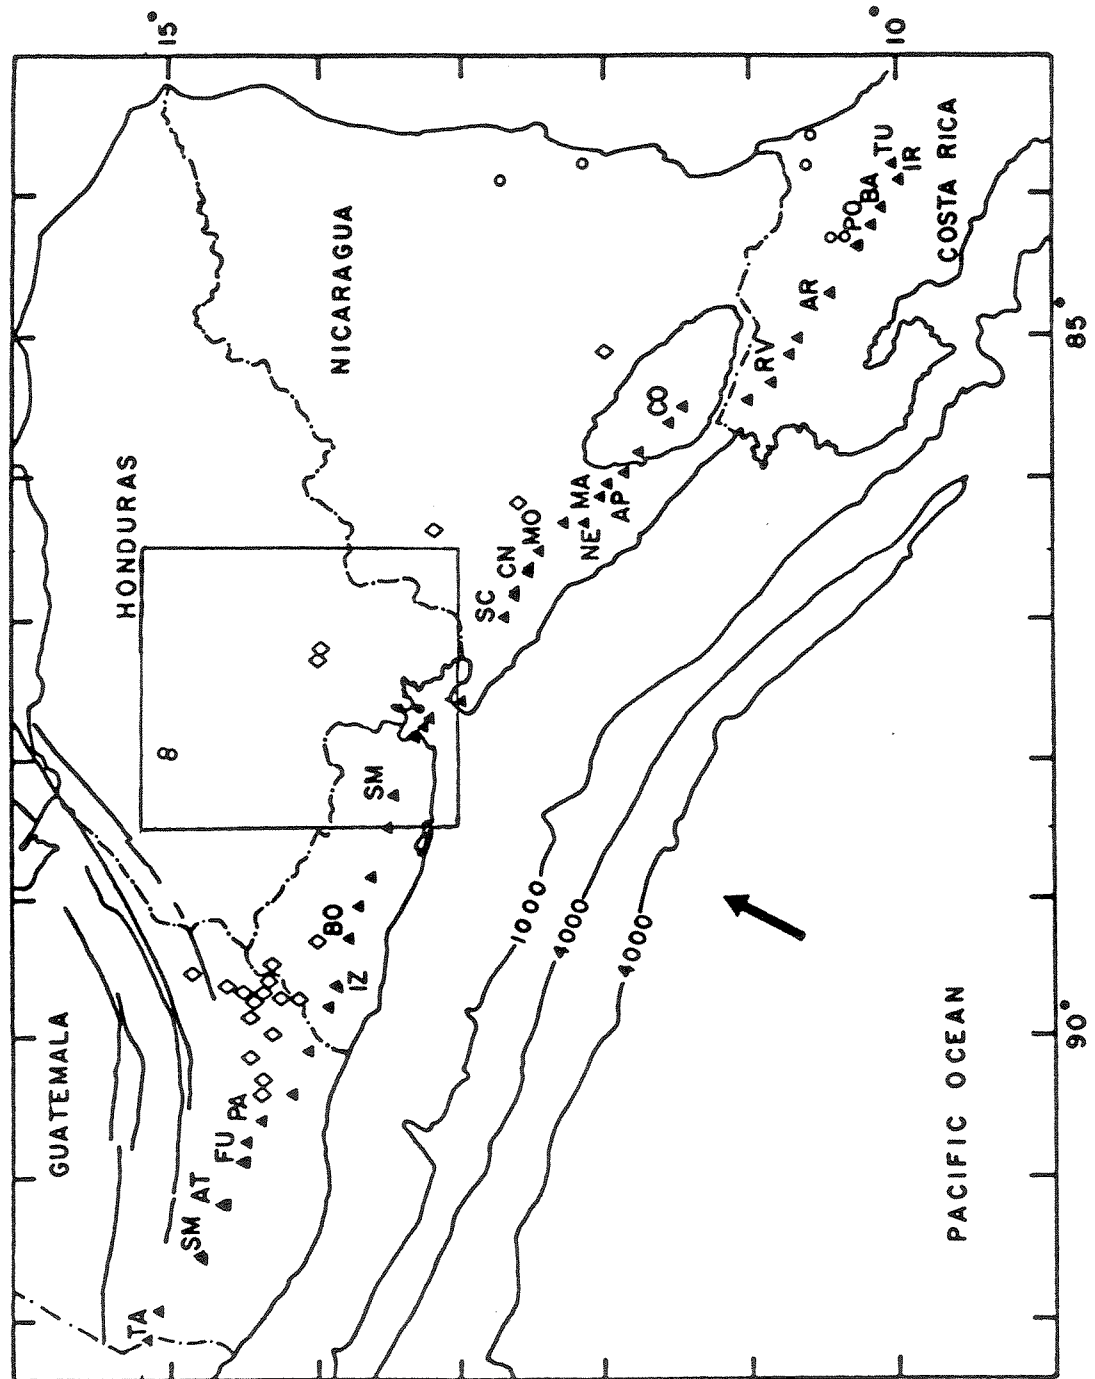 15°
10°
85°
90°
GUATEMALA
HONDURAS
NICARAGUA
COSTA RICA
PACIFIC OCEAN
8
TA
SM
AT
FU
PA
IZ
BO
SM
SC
CN
MO
NE
MA
AP
CO
RV
AR
PO
BA
TU
IR
1000
4000
4000